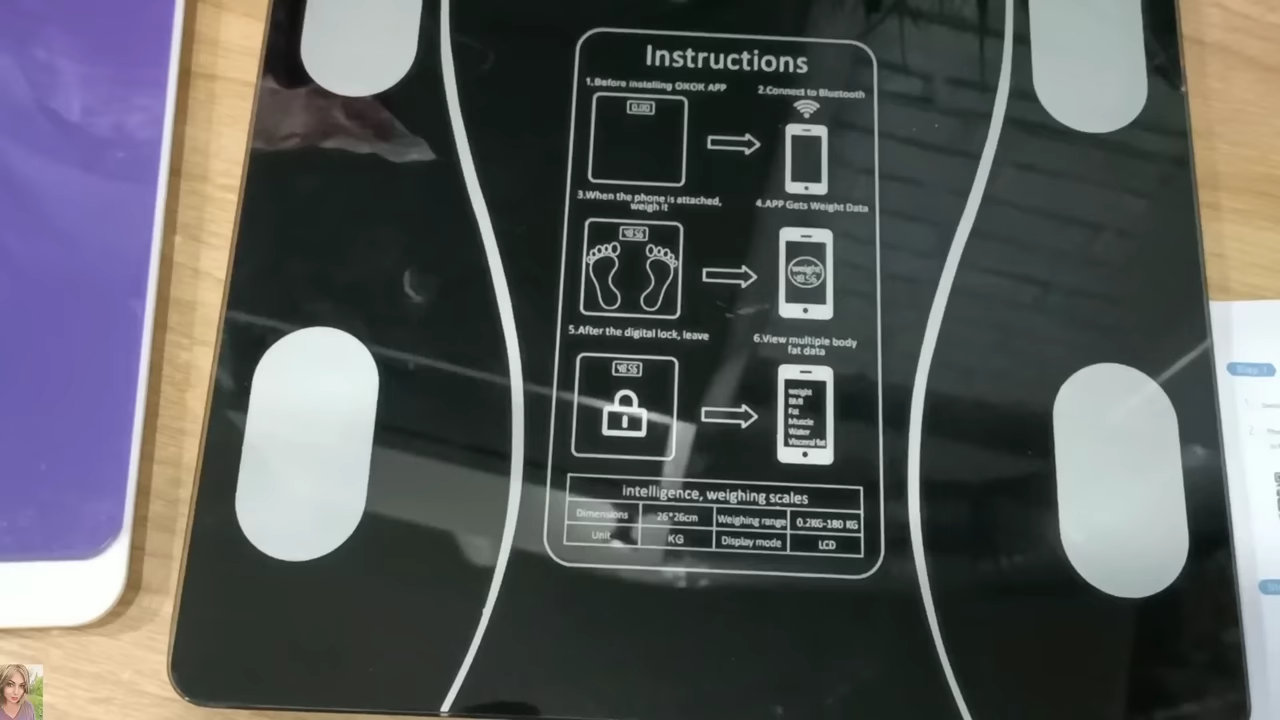 Instructions
1.Before installing OKOK APP
2.Connect to Bluetooth
0.00
3.When the phone is attached,
weigh it
4.APP Gets Weight Data
48.56
weight
48.56
5.After the digital lock, leave
6.View multiple body
fat data
48.56
weight
BMI
Fat
Muscle
Water
Visceral fat
intelligence, weighing scales
Dimensions 26*26cm Weighing range 0.2KG-180 KG
Unit KG Display mode LCD
Step 1